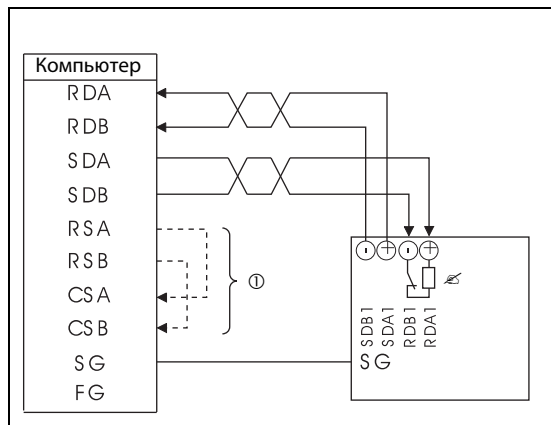 Компьютер
RDA
RDB
SDA
SDB
RSA
RSB
CSA
CSB
SG
FG
①
SDB1
SDA1
RDB1
RDA1
SG